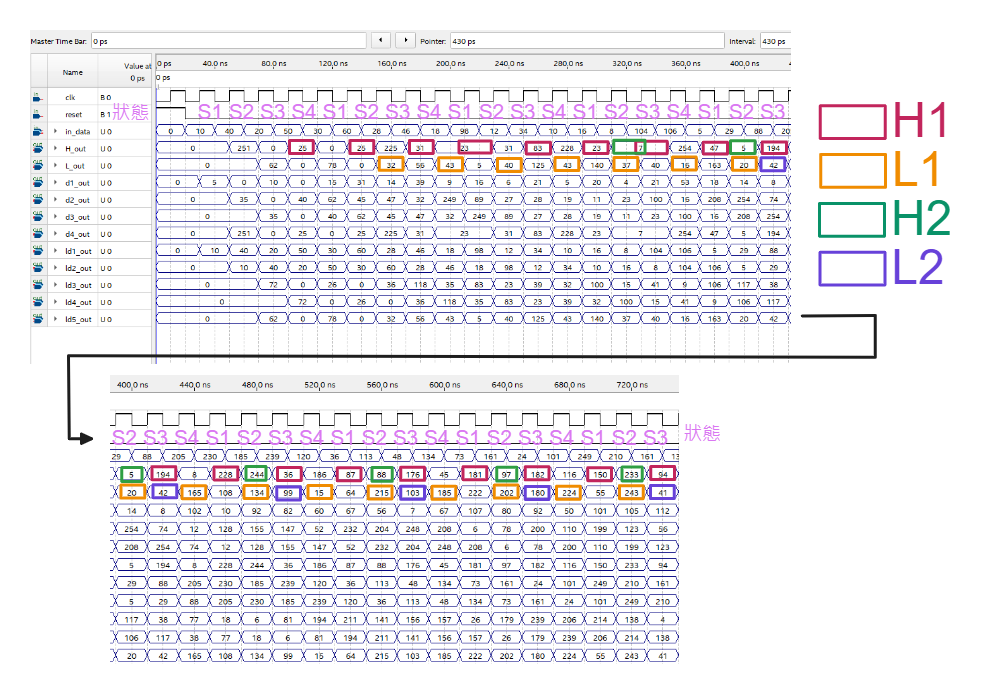 Master Time Bar: 0 ps Pointer: 430 ps Interval: 430 ps
Name Value at 0 ps 0 ps 40.0 ns 80.0 ns 120.0 ns 160.0 ns 200.0 ns 240.0 ns 280.0 ns 320.0 ns 360.0 ns 400.0 ns
0 ps
clk B 0
reset B 1 狀態 S1 S2 S3 S4 S1 S2 S3 S4 S1 S2 S3 S4 S1 S2 S3 S4 S1 S2 S3
in_data U 0 0 10 40 20 50 30 60 28 46 18 98 12 34 10 16 8 104 106 5 29 88 20
H_out U 0 0 251 0 25 0 25 225 31 23 31 83 228 23 7 254 47 5 194
L_out U 0 0 62 0 78 0 32 56 43 5 40 125 43 140 37 40 16 163 20 42
d1_out U 0 0 5 0 10 0 15 31 14 39 9 16 6 21 5 20 4 21 53 18 14 8
d2_out U 0 0 35 0 40 62 45 47 32 249 89 27 28 19 11 23 100 16 208 254 74
d3_out U 0 0 35 0 40 62 45 47 32 249 89 27 28 19 11 23 100 16 208 254
d4_out U 0 0 251 0 25 0 25 225 31 23 31 83 228 23 7 254 47 5 194
ld1_out U 0 0 10 40 20 50 30 60 28 46 18 98 12 34 10 16 8 104 106 5 29 88
ld2_out U 0 0 10 40 20 50 30 60 28 46 18 98 12 34 10 16 8 104 106 5 29
ld3_out U 0 0 72 0 26 0 36 118 35 83 23 39 32 100 15 41 9 106 117 38
ld4_out U 0 0 72 0 26 0 36 118 35 83 23 39 32 100 15 41 9 106 117
ld5_out U 0 0 62 0 78 0 32 56 43 5 40 125 43 140 37 40 16 163 20 42
H1
L1
H2
L2
400.0 ns 440.0 ns 480.0 ns 520.0 ns 560.0 ns 600.0 ns 640.0 ns 680.0 ns 720.0 ns
S2 S3 S4 S1 S2 S3 S4 S1 S2 S3 S4 S1 S2 S3 S4 S1 S2 S3 狀態
29 88 205 230 185 239 120 36 113 48 134 73 161 24 101 249 210 161
5 194 8 228 244 36 186 87 88 176 45 181 97 182 116 150 233 94
20 42 165 108 134 99 15 64 215 103 185 222 202 180 224 55 243 41
14 8 102 10 92 82 60 67 56 7 67 107 80 92 50 101 105 112
254 74 12 128 155 147 52 232 204 248 208 6 78 200 110 199 123 56
208 254 74 12 128 155 147 52 232 204 248 208 6 78 200 110 199 123
5 194 8 228 244 36 186 87 88 176 45 181 97 182 116 150 233 94
29 88 205 230 185 239 120 36 113 48 134 73 161 24 101 249 210 161
5 29 88 205 230 185 239 120 36 113 48 134 73 161 24 101 249 210
117 38 77 18 6 81 194 211 141 156 157 26 179 239 206 214 138 4
106 117 38 77 18 6 81 194 211 141 156 157 26 179 239 206 214 138
20 42 165 108 134 99 15 64 215 103 185 222 202 180 224 55 243 41